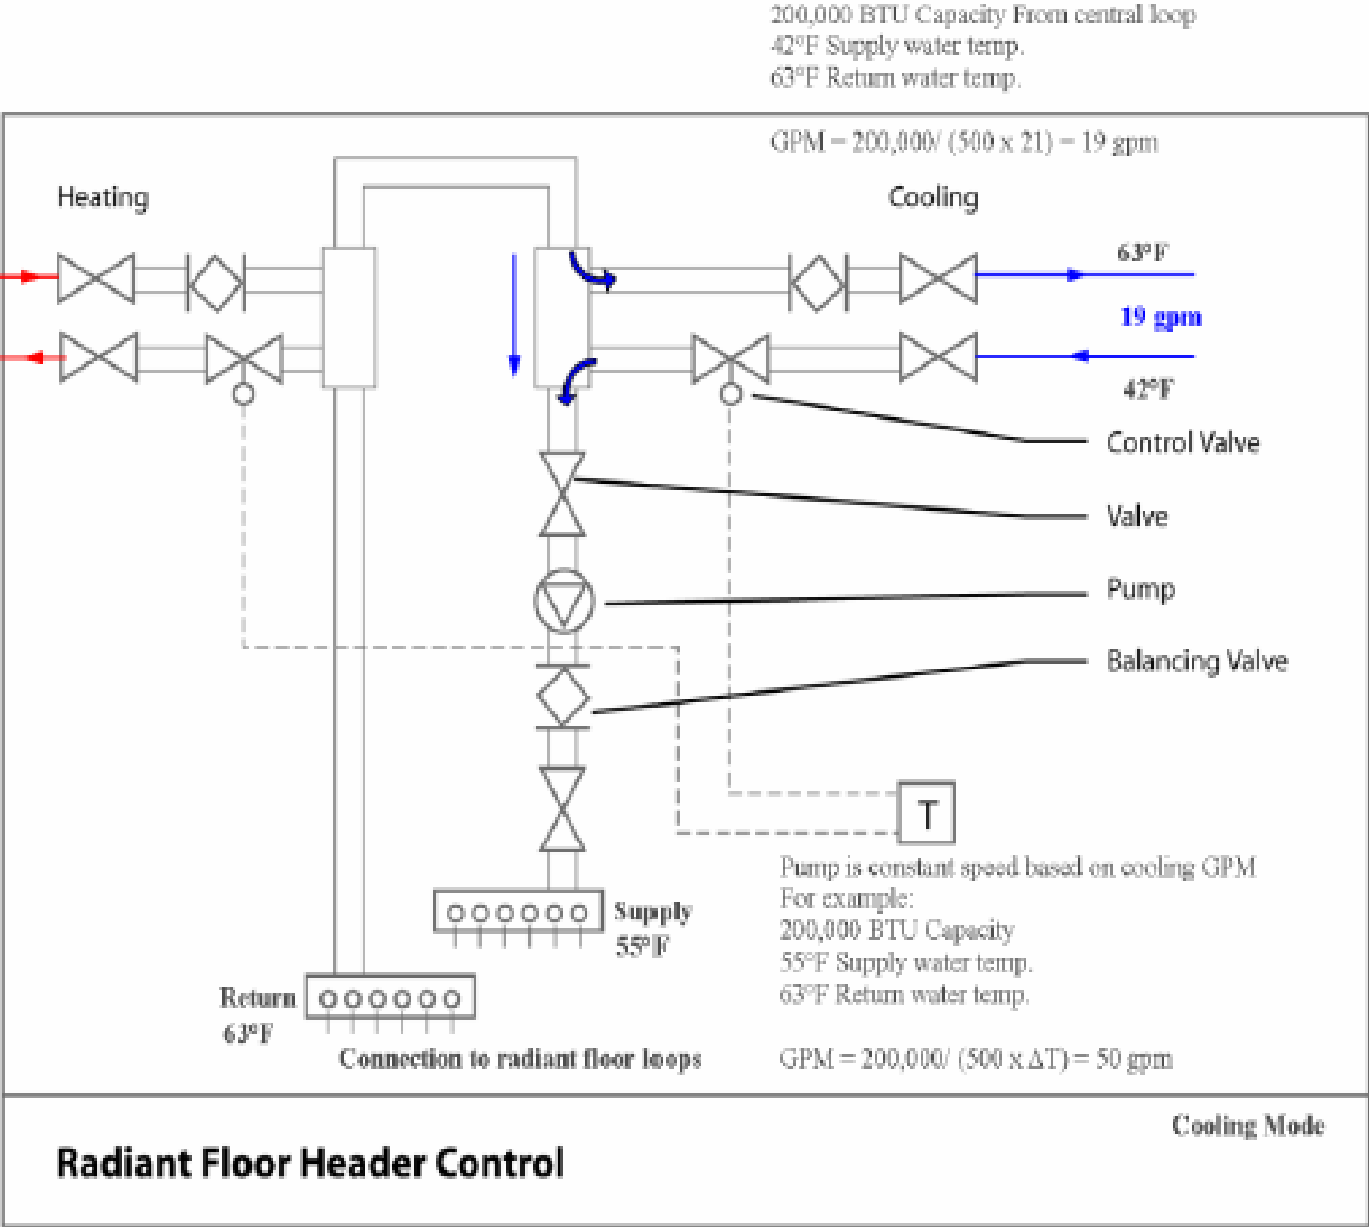 200,000 BTU Capacity From central loop
42°F Supply water temp.
63°F Return water temp.
GPM = 200,000/ (500 x 21) = 19 gpm
Heating
Cooling
63°F
19 gpm
42°F
Control Valve
Valve
Pump
Balancing Valve
T
Pump is constant speed based on cooling GPM
For example:
200,000 BTU Capacity
55°F Supply water temp.
63°F Return water temp.
GPM = 200,000/ (500 x ΔT) = 50 gpm
Supply
55°F
Return
63°F
Connection to radiant floor loops
Cooling Mode
Radiant Floor Header Control